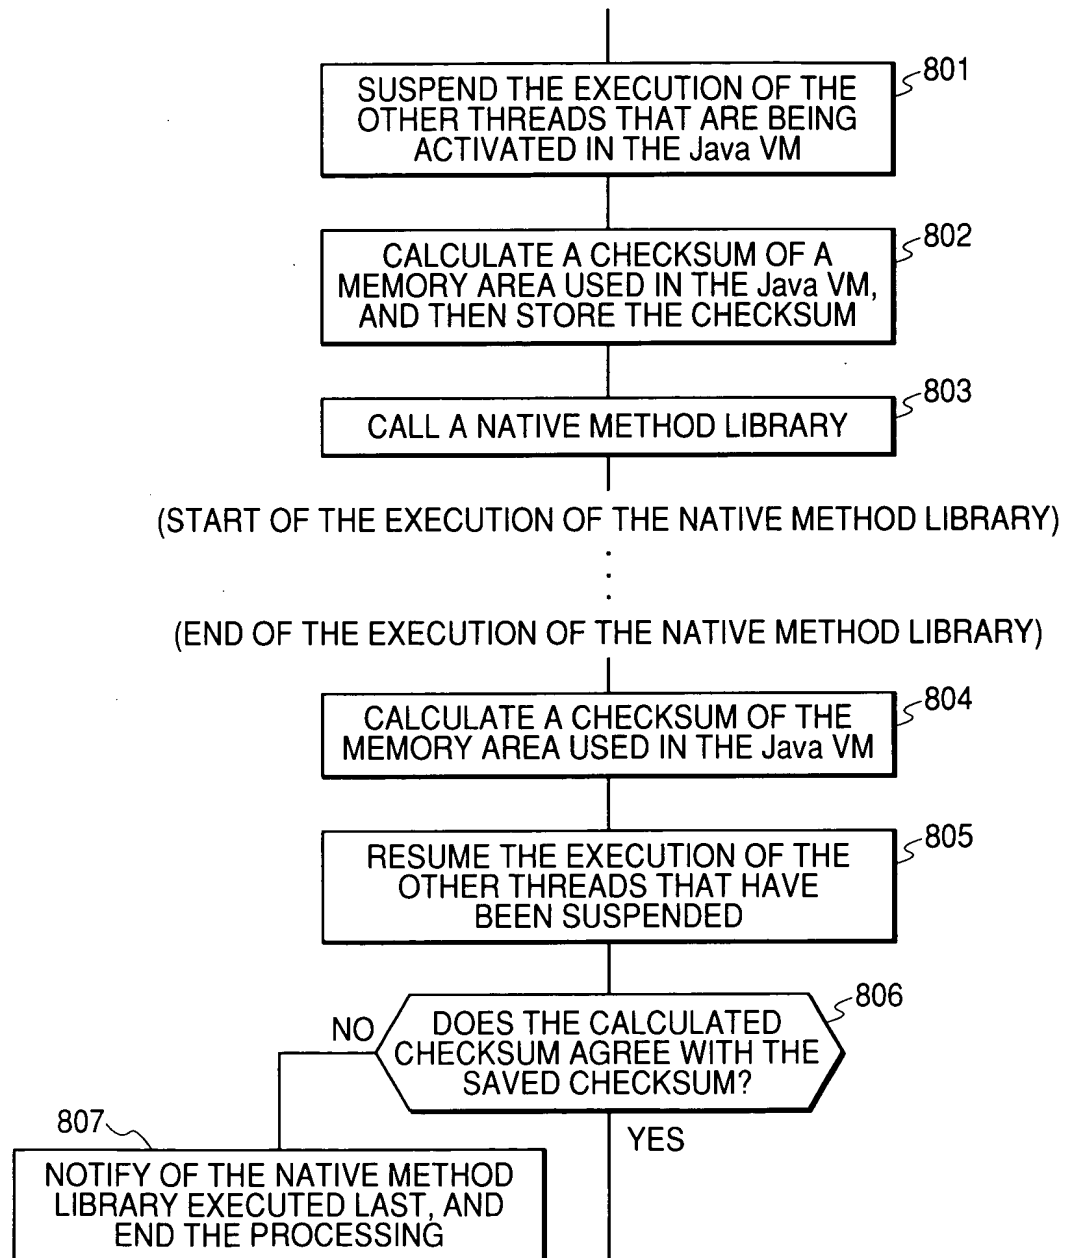 801
SUSPEND THE EXECUTION OF THE
OTHER THREADS THAT ARE BEING
ACTIVATED IN THE Java VM
802
CALCULATE A CHECKSUM OF A
MEMORY AREA USED IN THE Java VM,
AND THEN STORE THE CHECKSUM
803
CALL A NATIVE METHOD LIBRARY
(START OF THE EXECUTION OF THE NATIVE METHOD LIBRARY)
(END OF THE EXECUTION OF THE NATIVE METHOD LIBRARY)
804
CALCULATE A CHECKSUM OF THE
MEMORY AREA USED IN THE Java VM
805
RESUME THE EXECUTION OF THE
OTHER THREADS THAT HAVE
BEEN SUSPENDED
806
NO
DOES THE CALCULATED
CHECKSUM AGREE WITH THE
SAVED CHECKSUM?
YES
807
NOTIFY OF THE NATIVE METHOD
LIBRARY EXECUTED LAST, AND
END THE PROCESSING